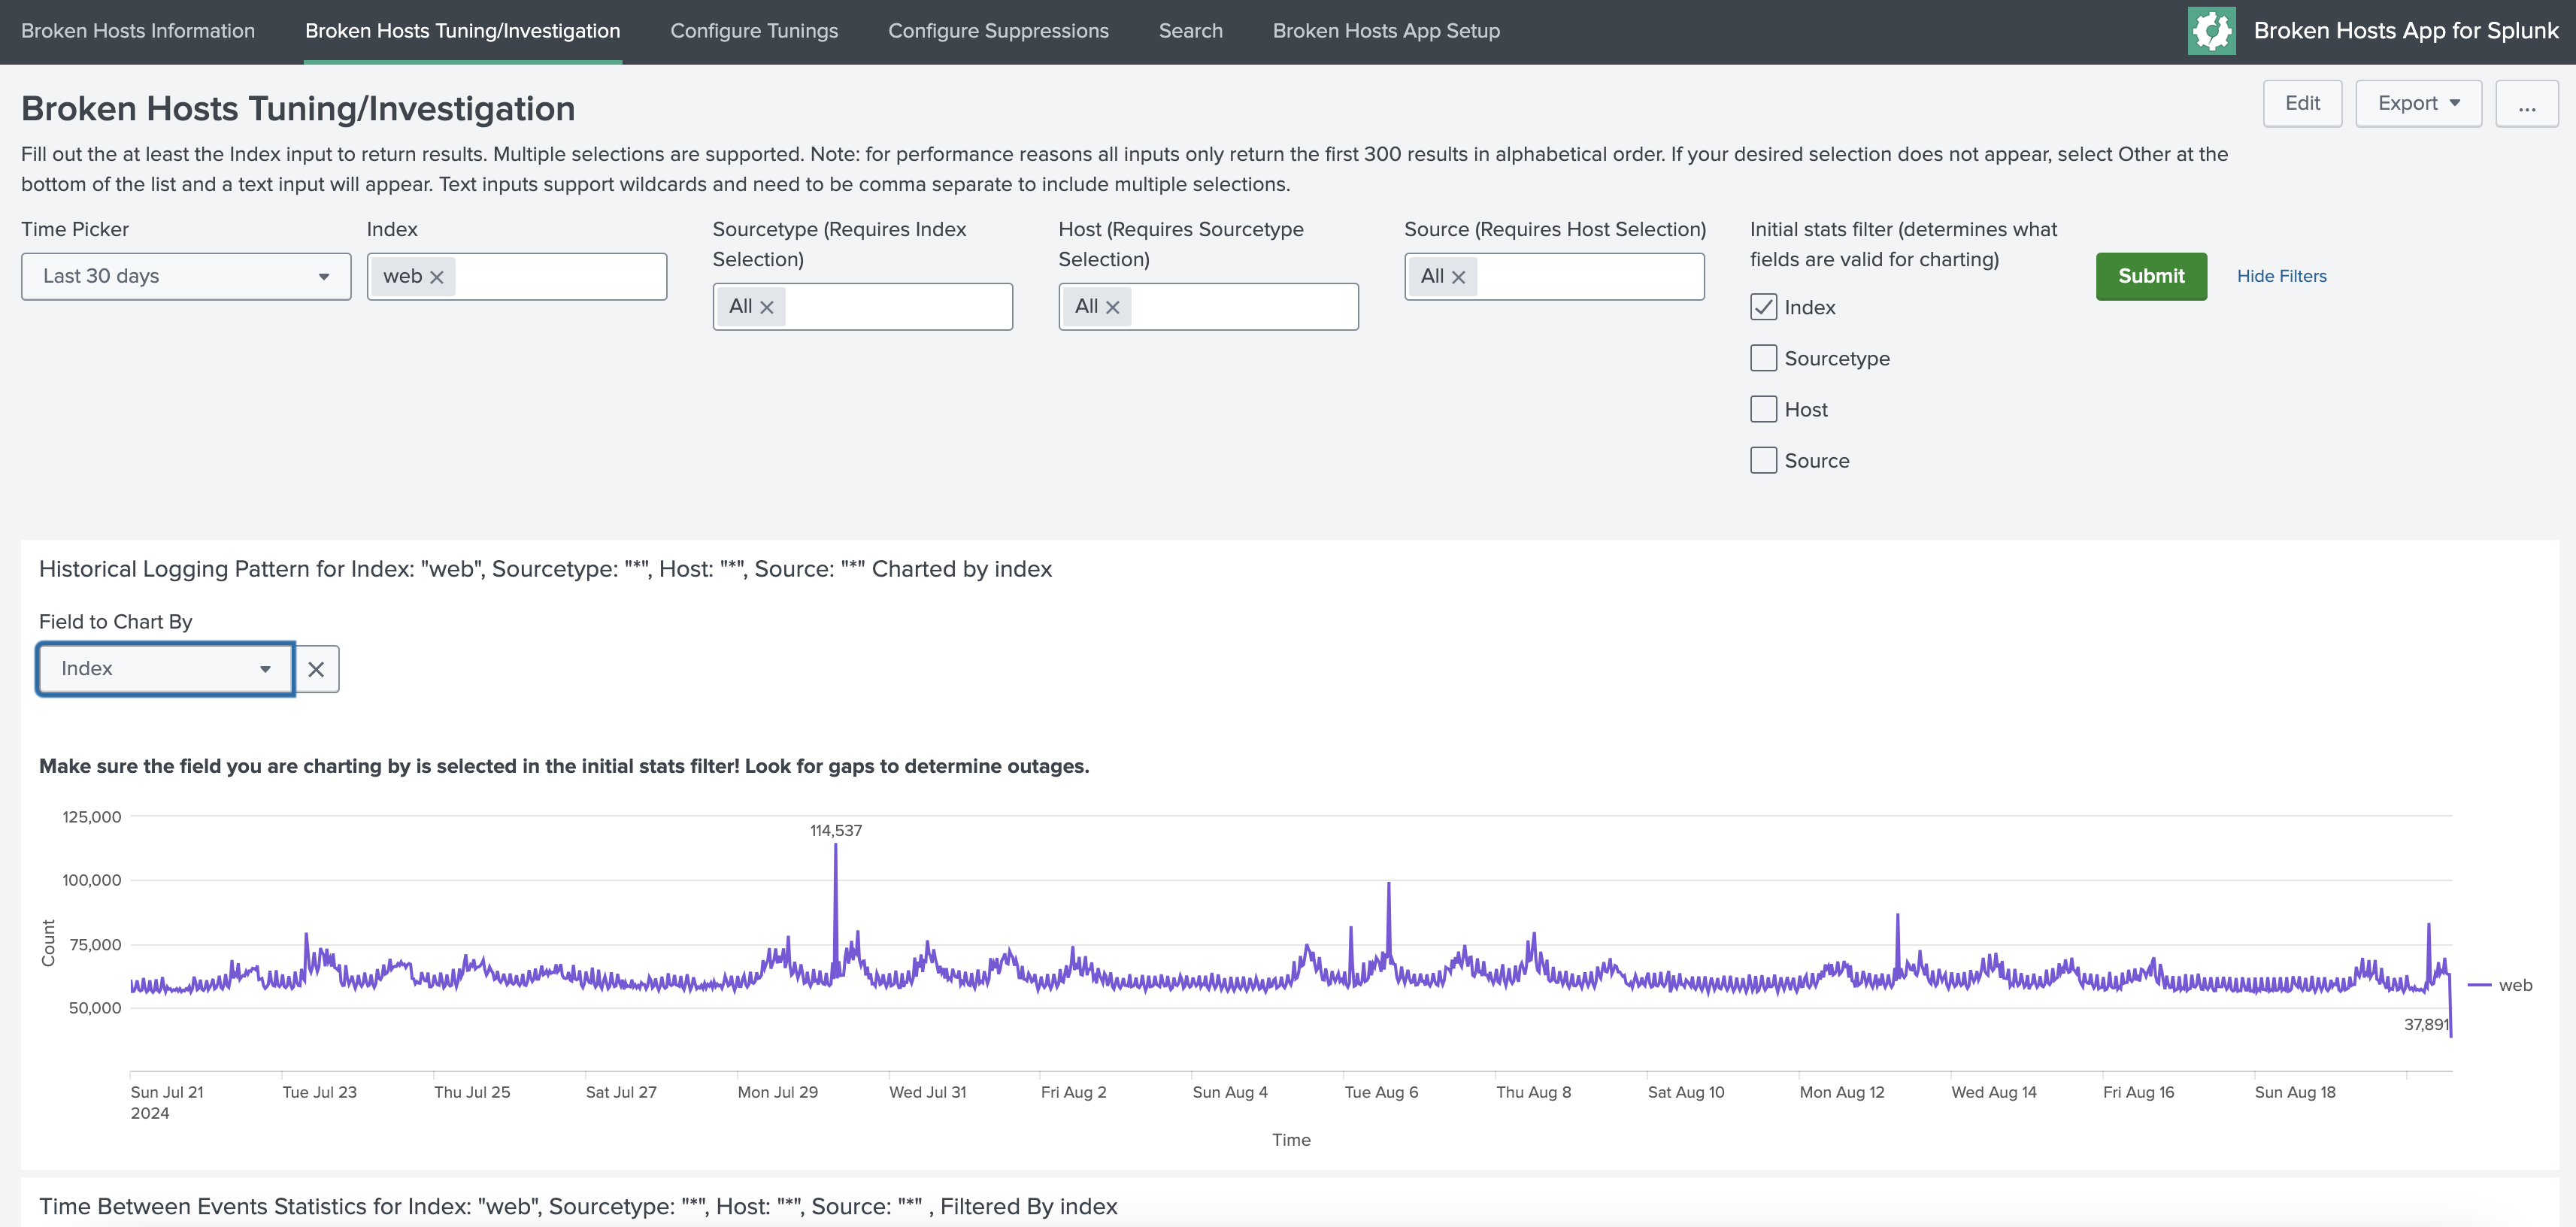 Broken Hosts Information
Broken Hosts Tuning/Investigation
Configure Tunings
Configure Suppressions
Search
Broken Hosts App Setup
Broken Hosts App for Splunk
Broken Hosts Tuning/Investigation
Edit
Export
...
Fill out the at least the Index input to return results. Multiple selections are supported. Note: for performance reasons all inputs only return the first 300 results in alphabetical order. If your desired selection does not appear, select Other at the
bottom of the list and a text input will appear. Text inputs support wildcards and need to be comma separate to include multiple selections.
Time Picker
Last 30 days
Index
web
Sourcetype (Requires Index
Selection)
All
Host (Requires Sourcetype
Selection)
All
Source (Requires Host Selection)
All
Initial stats filter (determines what
fields are valid for charting)
Index
Sourcetype
Host
Source
Submit
Hide Filters
Historical Logging Pattern for Index: "web", Sourcetype: "*", Host: "*", Source: "*" Charted by index
Field to Chart By
Index
Make sure the field you are charting by is selected in the initial stats filter! Look for gaps to determine outages.
125,000
100,000
75,000
50,000
Count
114,537
37,891
web
Sun Jul 21
2024
Tue Jul 23
Thu Jul 25
Sat Jul 27
Mon Jul 29
Wed Jul 31
Fri Aug 2
Sun Aug 4
Tue Aug 6
Thu Aug 8
Sat Aug 10
Mon Aug 12
Wed Aug 14
Fri Aug 16
Sun Aug 18
Time
Time Between Events Statistics for Index: "web", Sourcetype: "*", Host: "*", Source: "*" , Filtered By index